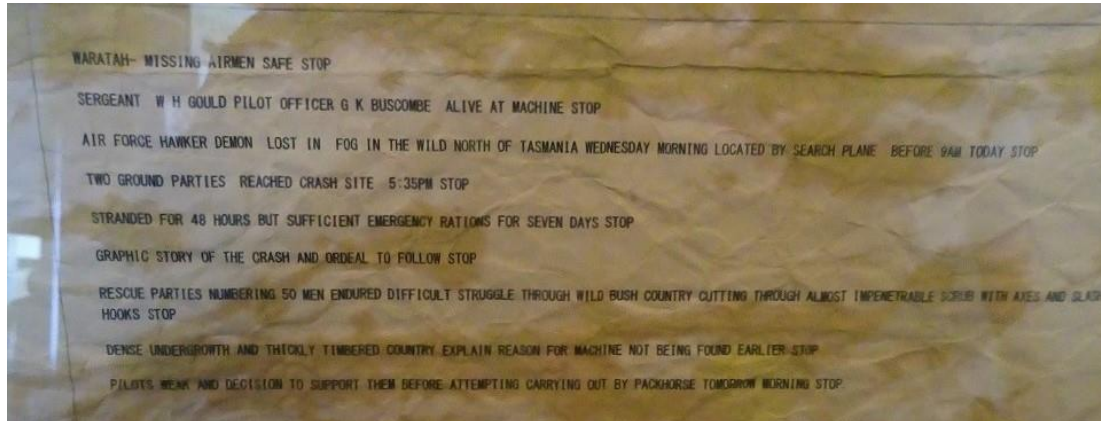 WARATAH- MISSING AIRMEN SAFE STOP
SERGEANT W H GOULD PILOT OFFICER G K BUSCOMBE ALIVE AT MACHINE STOP
AIR FORCE HAWKER DEMON LOST IN FOG IN THE WILD NORTH OF TASMANIA WEDNESDAY MORNING LOCATED BY SEARCH PLANE BEFORE 9AM TODAY STOP
TWO GROUND PARTIES REACHED CRASH SITE 5:35PM STOP
STRANDED FOR 48 HOURS BUT SUFFICIENT EMERGENCY RATIONS FOR SEVEN DAYS STOP
GRAPHIC STORY OF THE CRASH AND ORDEAL TO FOLLOW STOP
RESCUE PARTIES NUMBERING 50 MEN ENDURED DIFFICULT STRUGGLE THROUGH WILD BUSH COUNTRY CUTTING THROUGH ALMOST IMPENETRABLE SCRUB WITH AXES AND SLASH
HOOKS STOP
DENSE UNDERGROWTH AND THICKLY TIMBERED COUNTRY EXPLAIN REASON FOR MACHINE NOT BEING FOUND EARLIER STOP
PILOTS WEAK AND DECISION TO SUPPORT THEM BEFORE ATTEMPTING CARRYING OUT BY PACKHORSE TOMORROW MORNING STOP.